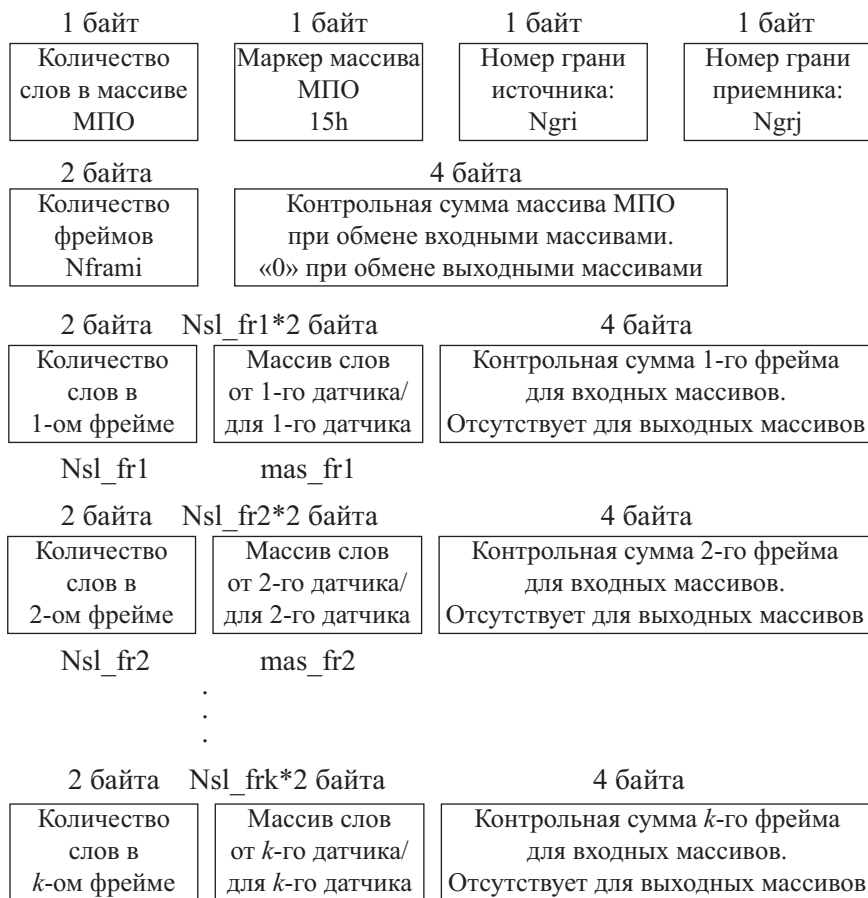 1 байт 1 байт 1 байт 1 байт
Количество Маркер массива Номер грани Номер грани
слов в массиве МПО источника: приемника:
МПО 15h Ngri Ngrj
2 байта 4 байта
Количество Контрольная сумма массива МПО
фреймов при обмене входными массивами.
Nframi «0» при обмене выходными массивами
2 байта Nsl_fr1*2 байта 4 байта
Количество Массив слов Контрольная сумма 1-го фрейма
слов в от 1-го датчика/ для входных массивов.
1-ом фрейме для 1-го датчика Отсутствует для выходных массивов
Nsl_fr1 mas_fr1
2 байта Nsl_fr2*2 байта 4 байта
Количество Массив слов Контрольная сумма 2-го фрейма
слов в от 2-го датчика/ для входных массивов.
2-ом фрейме для 2-го датчика Отсутствует для выходных массивов
Nsl_fr2 mas_fr2
.
.
.
2 байта Nsl_frk*2 байта 4 байта
Количество Массив слов Контрольная сумма k-го фрейма
слов в от k-го датчика/ для входных массивов.
k-ом фрейме для k-го датчика Отсутствует для выходных массивов